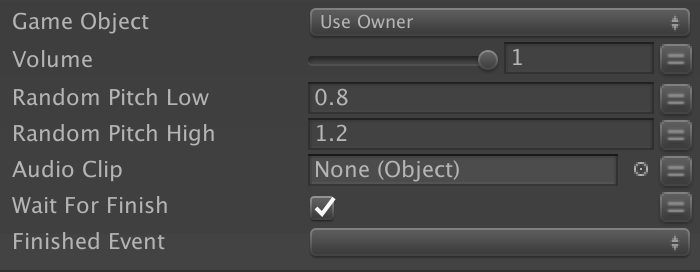 Game Object Use Owner
Volume 1
Random Pitch Low 0.8
Random Pitch High 1.2
Audio Clip None (Object)
Wait For Finish
Finished Event